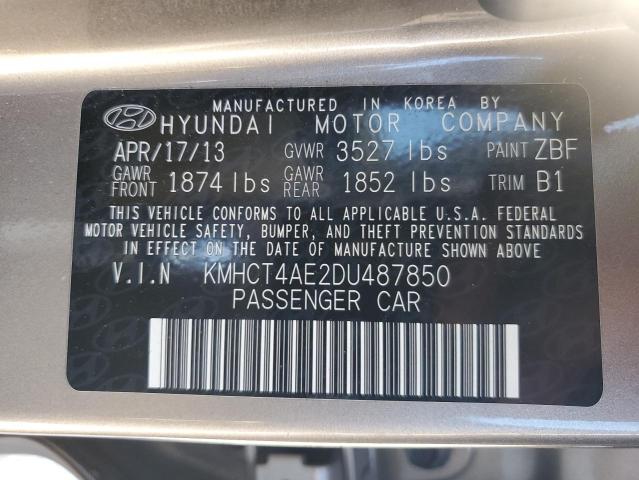 MANUFACTURED IN KOREA BY
HYUNDAI MOTOR COMPANY
APR/17/13 GVWR 3527 lbs PAINT ZBF
GAWR FRONT 1874 lbs GAWR REAR 1852 lbs TRIM B1
THIS VEHICLE CONFORMS TO ALL APPLICABLE U.S.A. FEDERAL
MOTOR VEHICLE SAFETY, BUMPER, AND THEFT PREVENTION STANDARDS
IN EFFECT ON THE DATE OF MANUFACTURE SHOWN ABOVE
V.I.N KMHCT4AE2DU487850
PASSENGER CAR